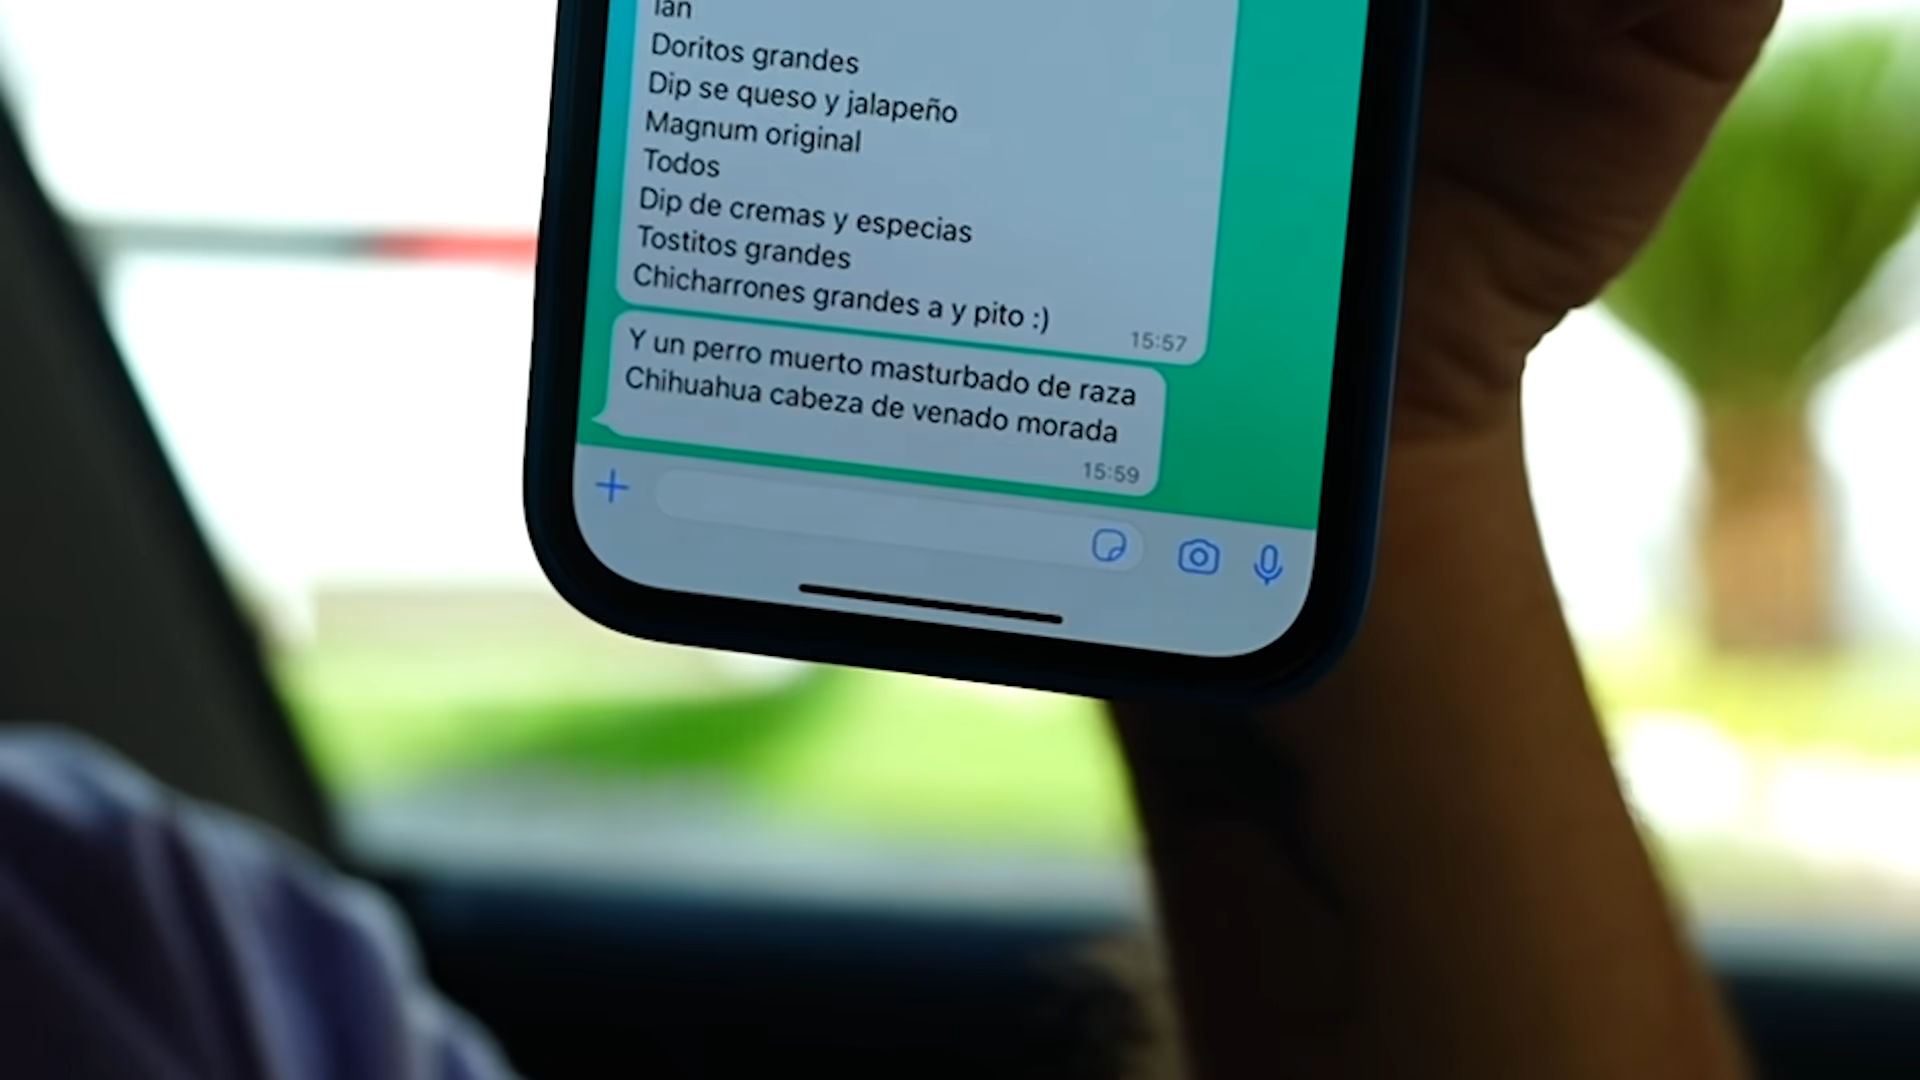 Ian
Doritos grandes
Dip se queso y jalapeño
Magnum original
Todos
Dip de cremas y especias
Tostitos grandes
Chicharrones grandes a y pito :)
15:57
Y un perro muerto masturbado de raza
Chihuahua cabeza de venado morada
15:59